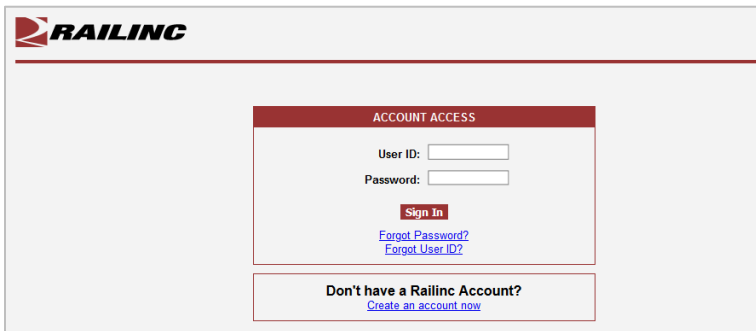 RAILINC
ACCOUNT ACCESS
User ID:
Password:
Sign In
Forgot Password?
Forgot User ID?
Don't have a Railinc Account?
Create an account now